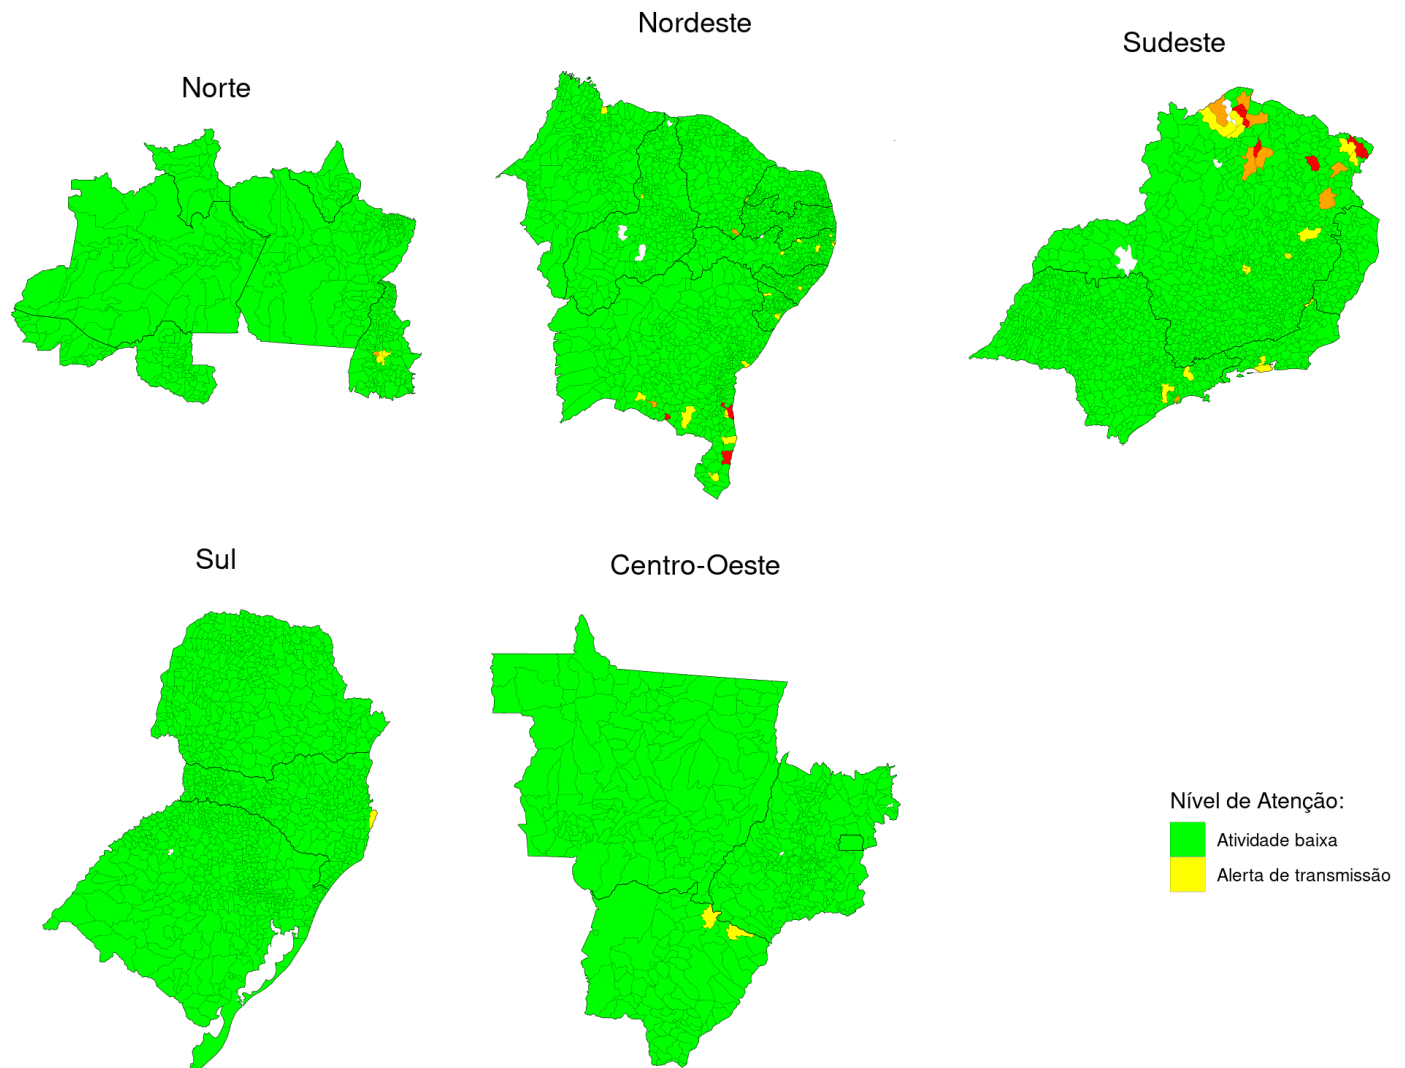 Nordeste
Sudeste
Norte
Sul
Centro-Oeste
Nível de Atenção:
Atividade baixa
Alerta de transmissão